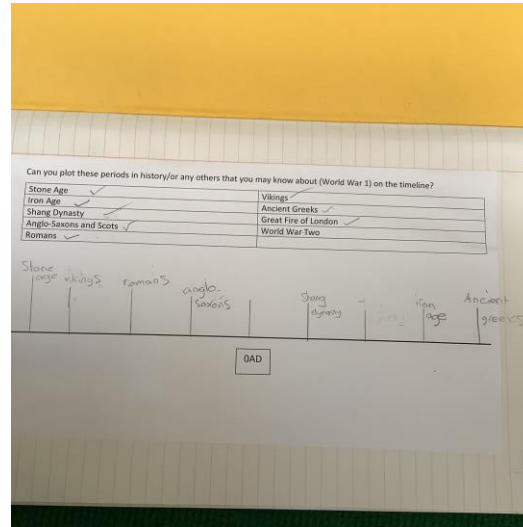 Can you plot these periods in history/or any others that you may know about (World War 1) on the timeline?
Stone Age
Vikings
Iron Age
Ancient Greeks
Shang Dynasty
Great Fire of London
Anglo-Saxons and Scots
World War Two
Romans
Stone
age
vikings
romans
anglo-
saxons
Shang
dynasty
iron
age
Ancient
greeks
0AD